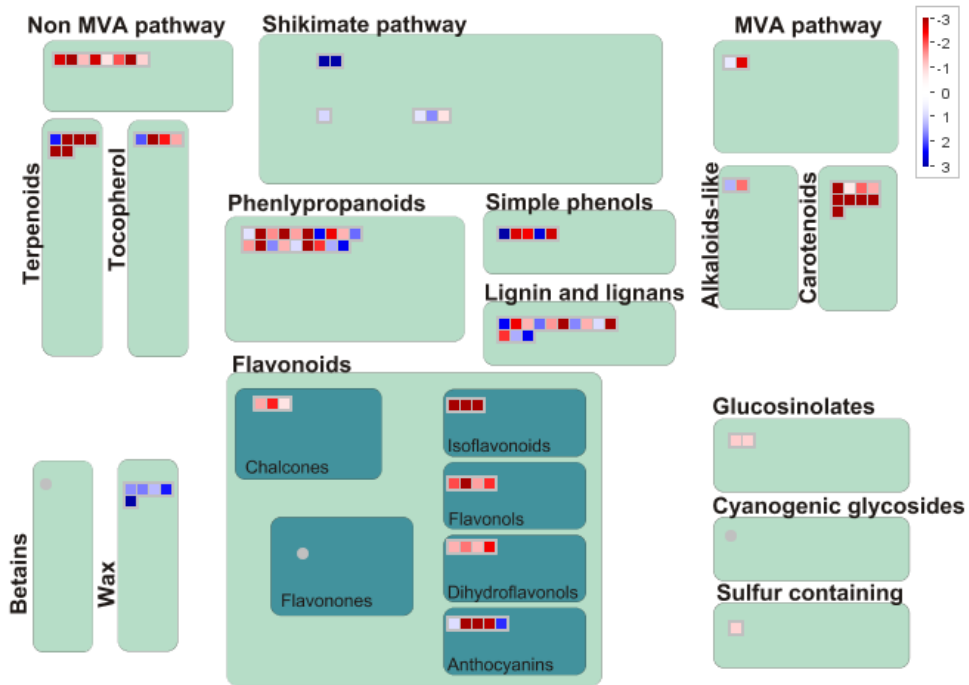 Non MVA pathway
Shikimate pathway
MVA pathway
-3
-2
-1
0
1
2
3
Terpenoids
Tocopherol
Phenlypropanoids
Simple phenols
Lignin and lignans
Alkaloids-like
Carotenoids
Flavonoids
Chalcones
Isoflavonoids
Flavonols
Flavonones
Dihydroflavonols
Anthocyanins
Betains
Wax
Glucosinolates
Cyanogenic glycosides
Sulfur containing